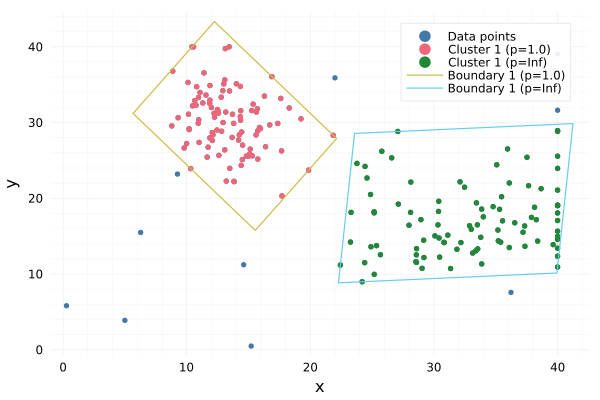 40
30
20
10
0
y
0
10
20
30
40
x
Data points
Cluster 1 (p=1.0)
Cluster 1 (p=Inf)
Boundary 1 (p=1.0)
Boundary 1 (p=Inf)